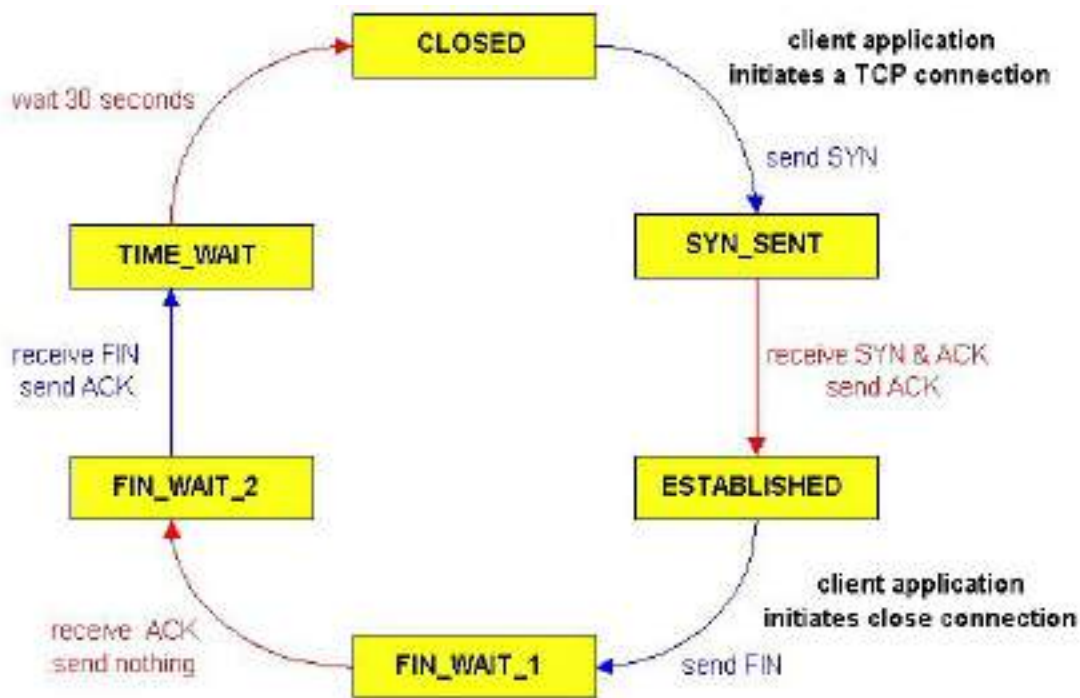 CLOSED
client application
initiates a TCP connection
wait 30 seconds
send SYN
TIME_WAIT
SYN_SENT
receive FIN
send ACK
receive SYN & ACK
send ACK
FIN_WAIT_2
ESTABLISHED
client application
initiates close connection
receive ACK
send nothing
FIN_WAIT_1
send FIN